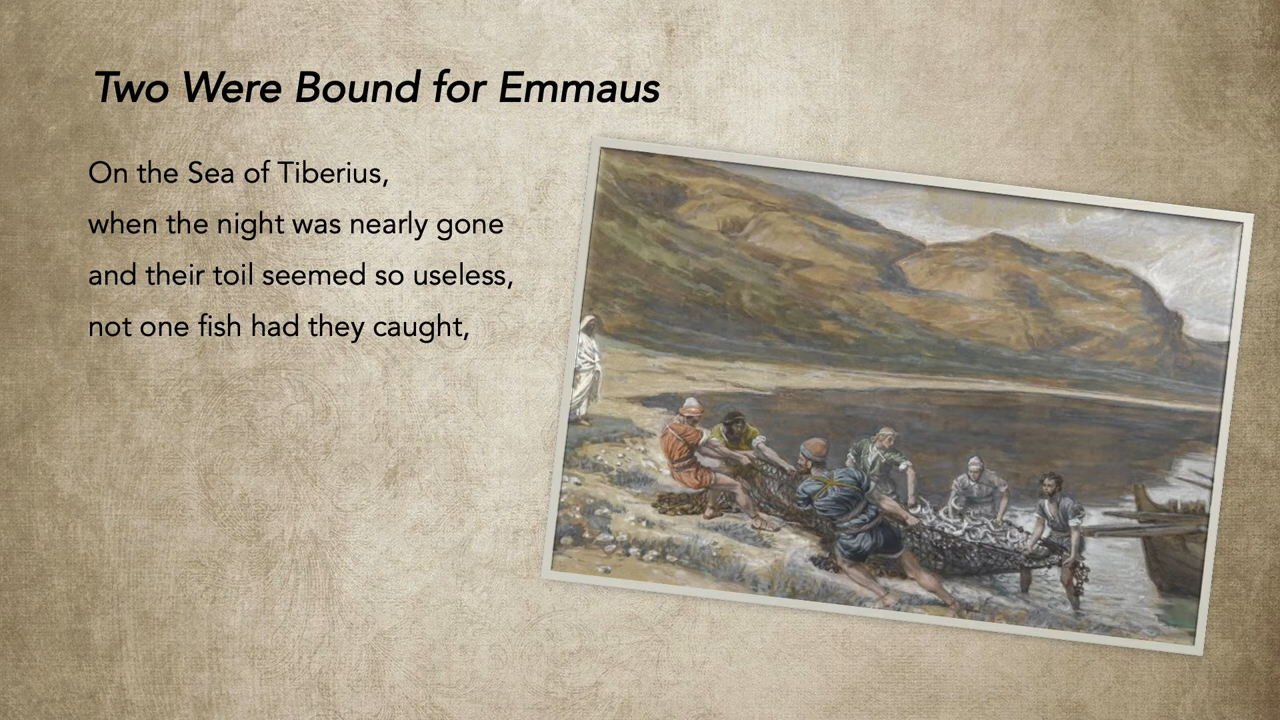 Two Were Bound for Emmaus
On the Sea of Tiberius,
when the night was nearly gone
and their toil seemed so useless,
not one fish had they caught,